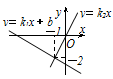 y= k₁x + b
y
y= k₂x
-1
O
x
-2